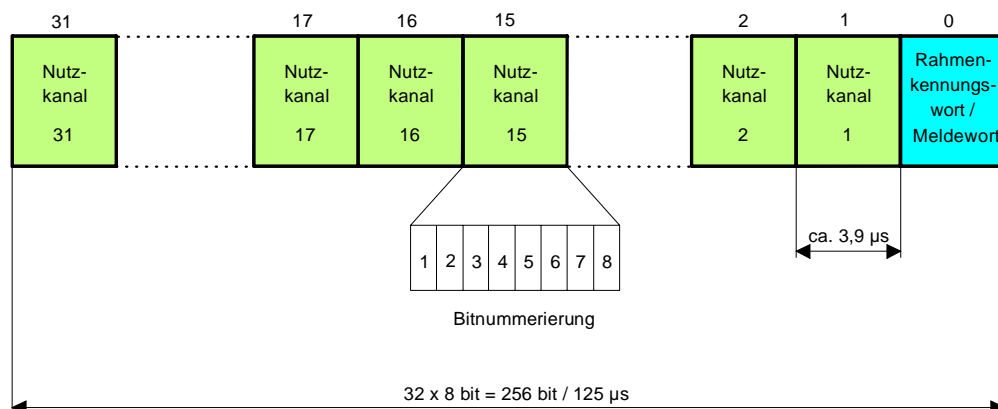 31
17
16
15
2
1
0
Nutz-
kanal
31
Nutz-
kanal
17
Nutz-
kanal
16
Nutz-
kanal
15
Nutz-
kanal
2
Nutz-
kanal
1
Rahmen-
kennungs-
wort /
Meldewort
1 2 3 4 5 6 7 8
ca. 3,9 µs
Bitnummerierung
32 x 8 bit = 256 bit / 125 µs